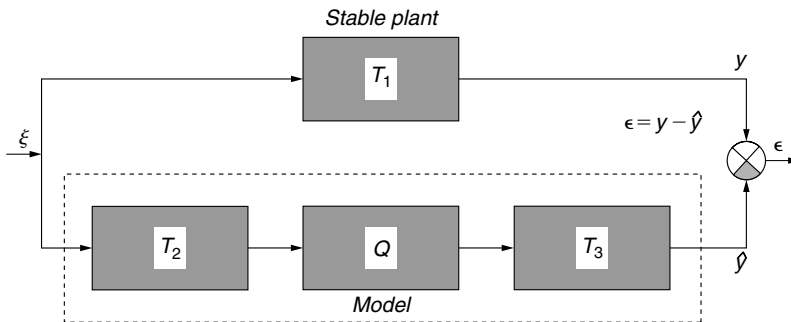 Stable plant
T₁
y
ξ
ϵ = y − ŷ
ϵ
T₂
Q
T₃
ŷ
Model